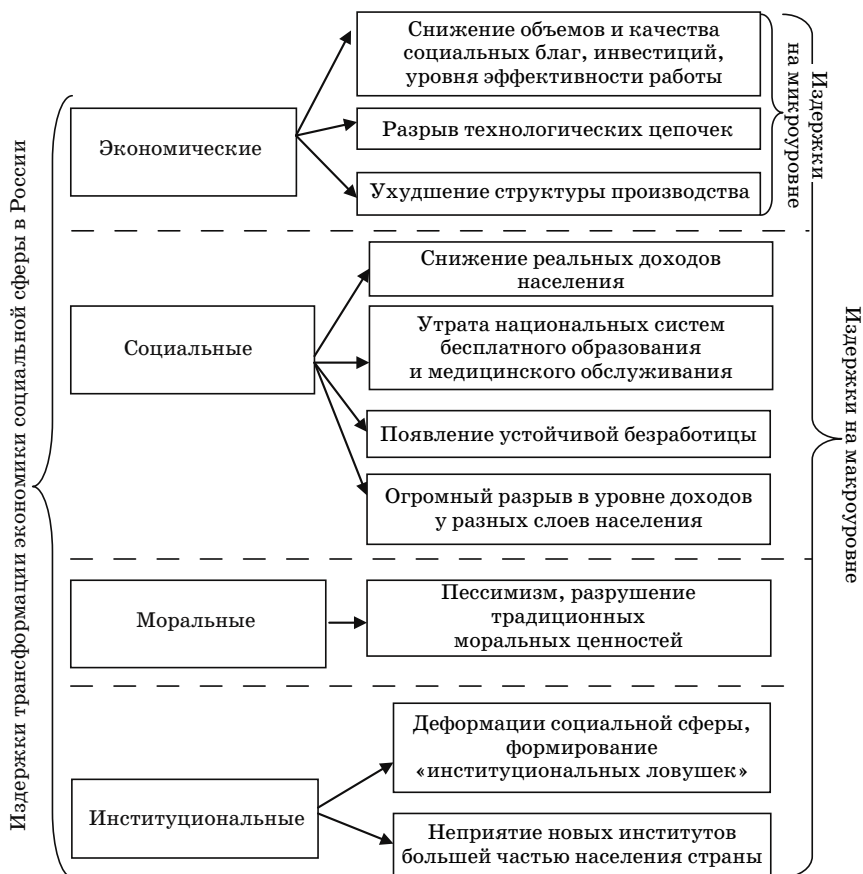 Издержки трансформации экономики социальной сферы в России
Экономические
Снижение объемов и качества
социальных благ, инвестиций,
уровня эффективности работы
Разрыв технологических цепочек
Ухудшение структуры производства
Издержки
на микроуровне
Социальные
Снижение реальных доходов
населения
Утрата национальных систем
бесплатного образования
и медицинского обслуживания
Появление устойчивой безработицы
Огромный разрыв в уровне доходов
у разных слоев населения
Моральные
Пессимизм, разрушение
традиционных
моральных ценностей
Институциональные
Деформации социальной сферы,
формирование
«институциональных ловушек»
Неприятие новых институтов
большей частью населения страны
Издержки на макроуровне